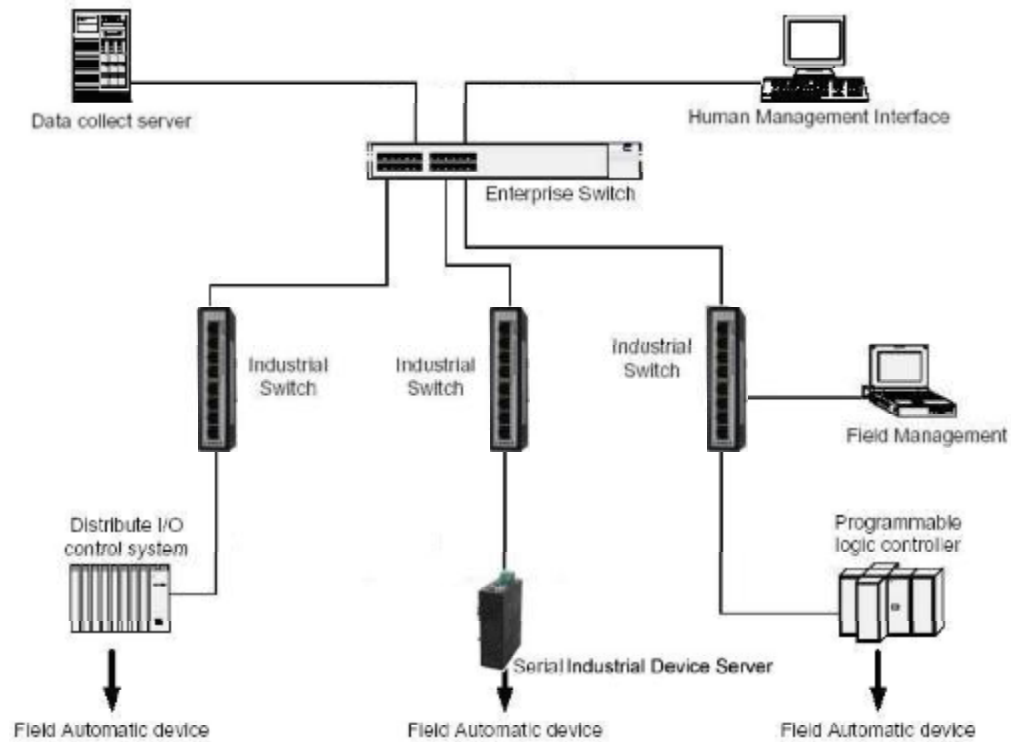 Data collect server
Human Management Interface
Enterprise Switch
Industrial
Switch
Industrial
Switch
Industrial
Switch
Field Management
Distribute I/O
control system
Programmable
logic controller
Serial Industrial Device Server
Field Automatic device
Field Automatic device
Field Automatic device